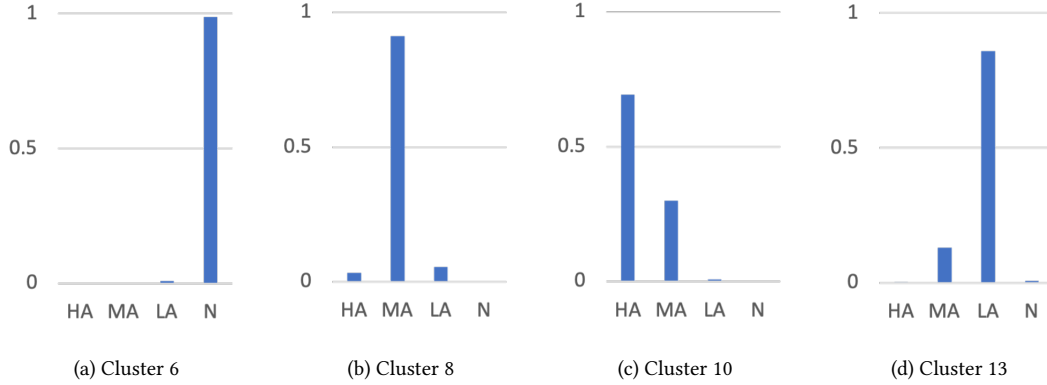 1
0.5
0
HA MA LA N
(a) Cluster 6
1
0.5
0
HA MA LA N
(b) Cluster 8
1
0.5
0
HA MA LA N
(c) Cluster 10
1
0.5
0
HA MA LA N
(d) Cluster 13